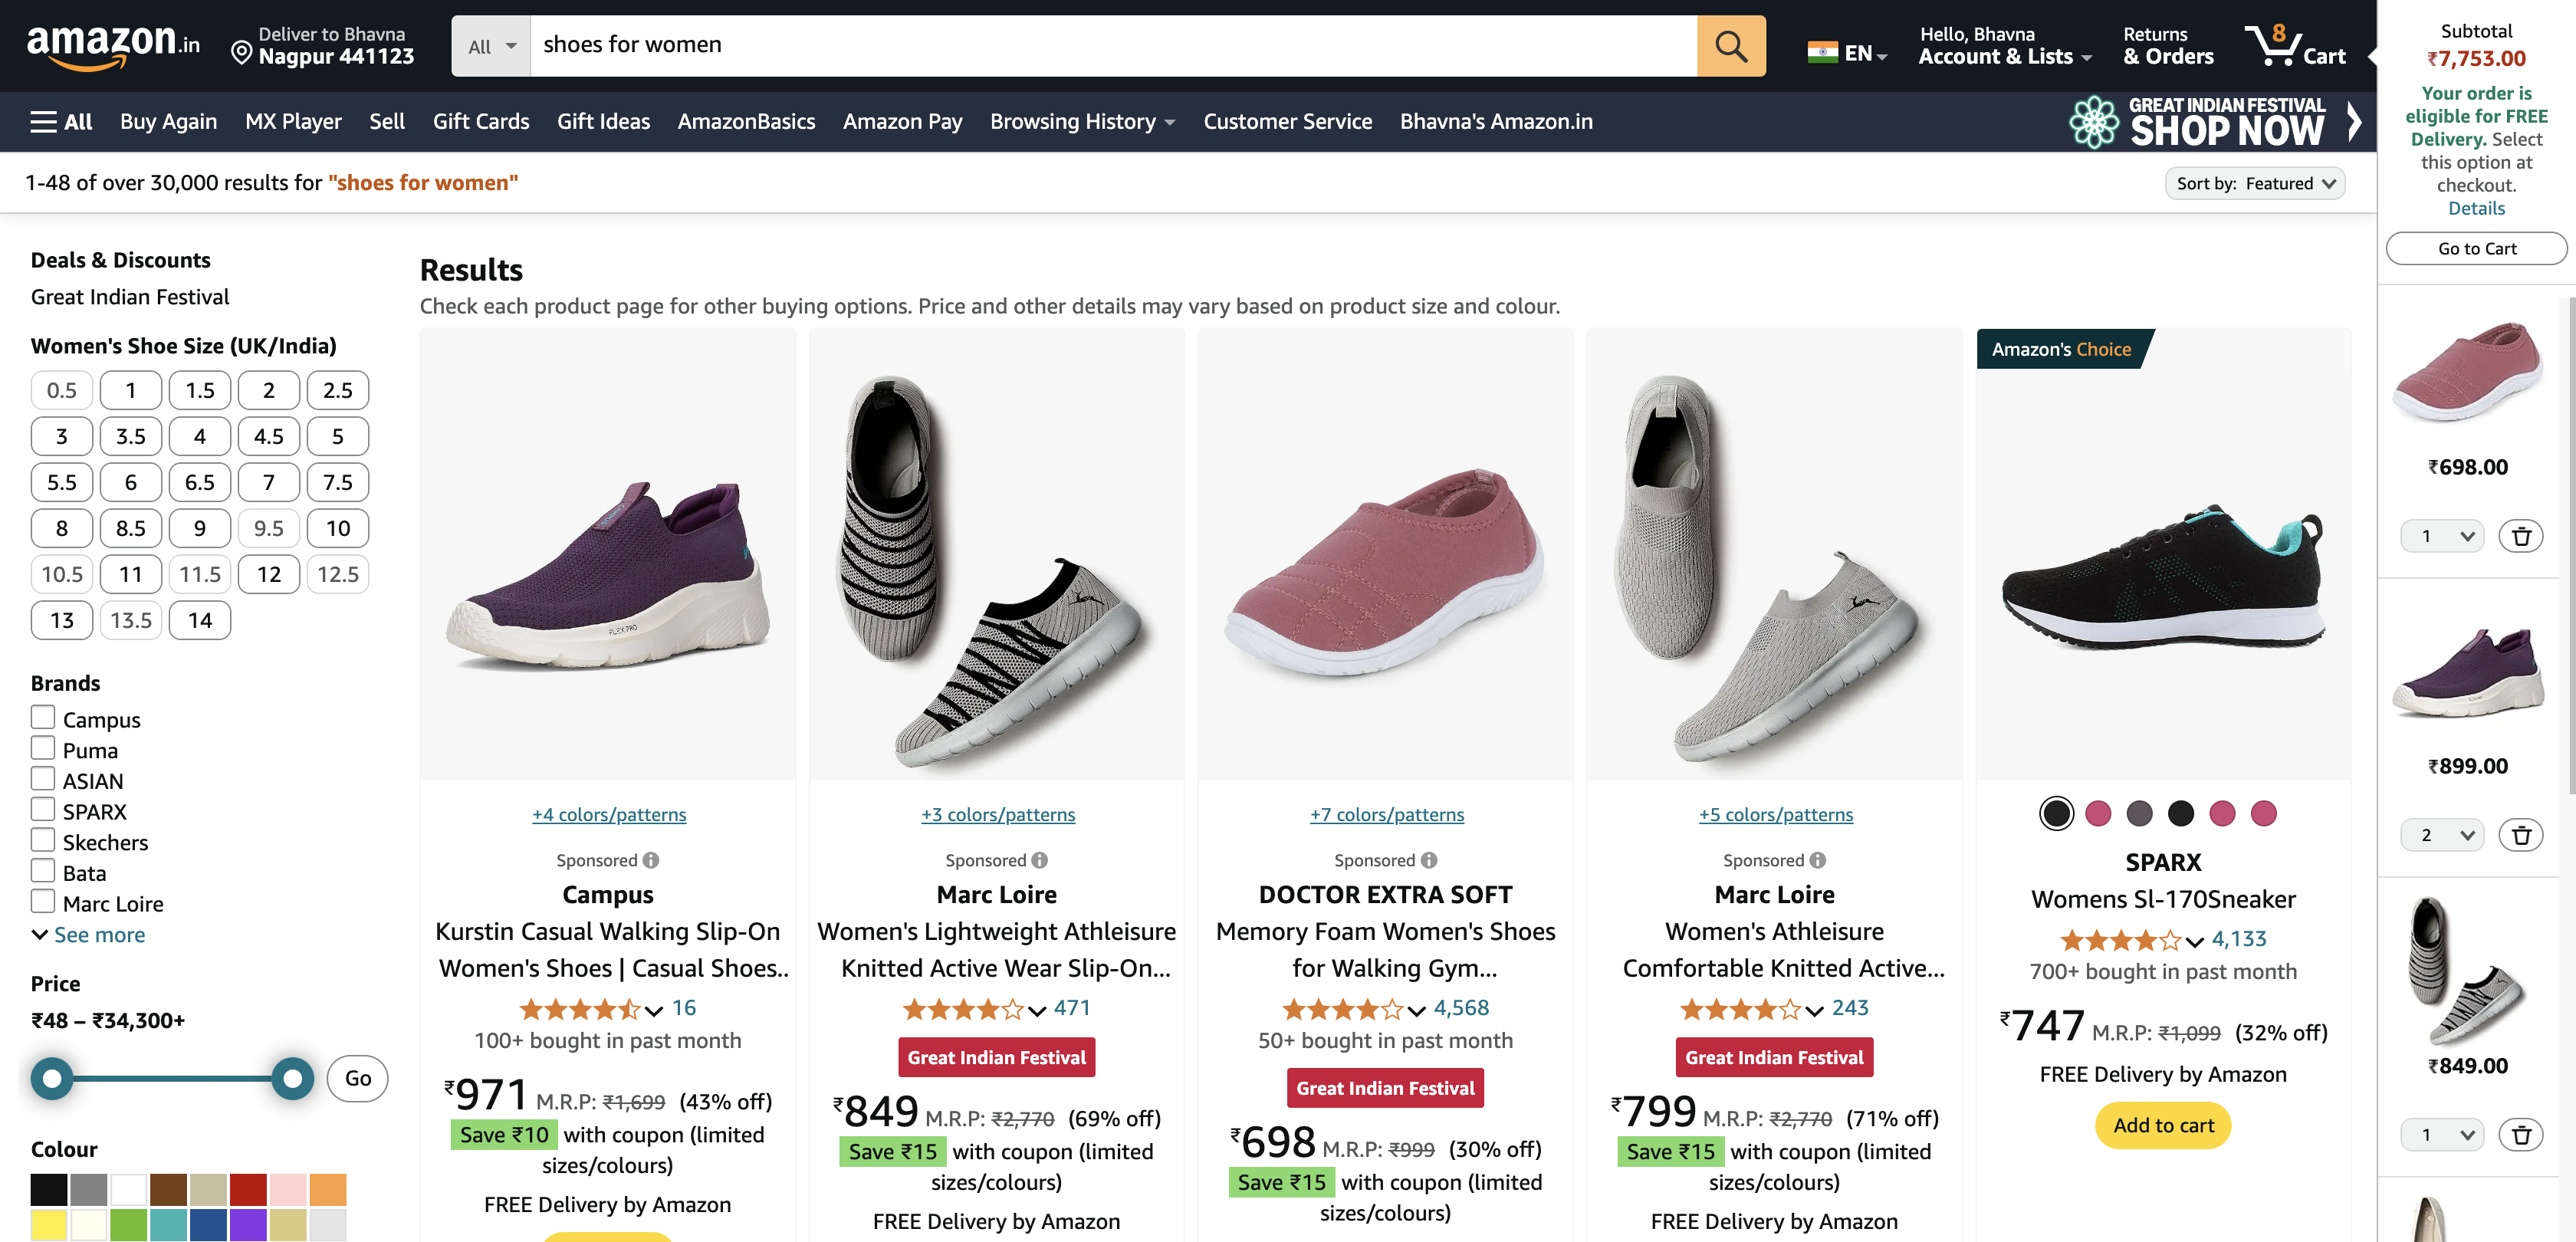 amazon.in
Deliver to Bhavna
Nagpur 441123
All
shoes for women
EN
Hello, Bhavna
Account & Lists
Returns
& Orders
8
Cart
All
Buy Again
MX Player
Sell
Gift Cards
Gift Ideas
AmazonBasics
Amazon Pay
Browsing History
Customer Service
Bhavna's Amazon.in
GREAT INDIAN FESTIVAL
SHOP NOW
Subtotal
₹7,753.00
Your order is
eligible for FREE
Delivery. Select
this option at
checkout.
Details
Go to Cart
1-48 of over 30,000 results for "shoes for women"
Sort by: Featured
Deals & Discounts
Great Indian Festival
Women's Shoe Size (UK/India)
0.5 1 1.5 2 2.5
3 3.5 4 4.5 5
5.5 6 6.5 7 7.5
8 8.5 9 9.5 10
10.5 11 11.5 12 12.5
13 13.5 14
Brands
Campus
Puma
ASIAN
SPARX
Skechers
Bata
Marc Loire
See more
Price
₹48 – ₹34,300+
Go
Colour
Results
Check each product page for other buying options. Price and other details may vary based on product size and colour.
FLEX PRO
+4 colors/patterns
Sponsored
Campus
Kurstin Casual Walking Slip-On
Women's Shoes | Casual Shoes..
16
100+ bought in past month
₹971 M.R.P: ₹1,699 (43% off)
Save ₹10 with coupon (limited
sizes/colours)
FREE Delivery by Amazon
+3 colors/patterns
Sponsored
Marc Loire
Women's Lightweight Athleisure
Knitted Active Wear Slip-On...
471
Great Indian Festival
₹849 M.R.P: ₹2,770 (69% off)
Save ₹15 with coupon (limited
sizes/colours)
FREE Delivery by Amazon
+7 colors/patterns
Sponsored
DOCTOR EXTRA SOFT
Memory Foam Women's Shoes
for Walking Gym...
4,568
50+ bought in past month
Great Indian Festival
₹698 M.R.P: ₹999 (30% off)
Save ₹15 with coupon (limited
sizes/colours)
+5 colors/patterns
Sponsored
Marc Loire
Women's Athleisure
Comfortable Knitted Active...
243
Great Indian Festival
₹799 M.R.P: ₹2,770 (71% off)
Save ₹15 with coupon (limited
sizes/colours)
FREE Delivery by Amazon
Amazon's Choice
SPARX
Womens Sl-170Sneaker
4,133
700+ bought in past month
₹747 M.R.P: ₹1,099 (32% off)
FREE Delivery by Amazon
Add to cart
₹698.00
1
₹899.00
2
₹849.00
1